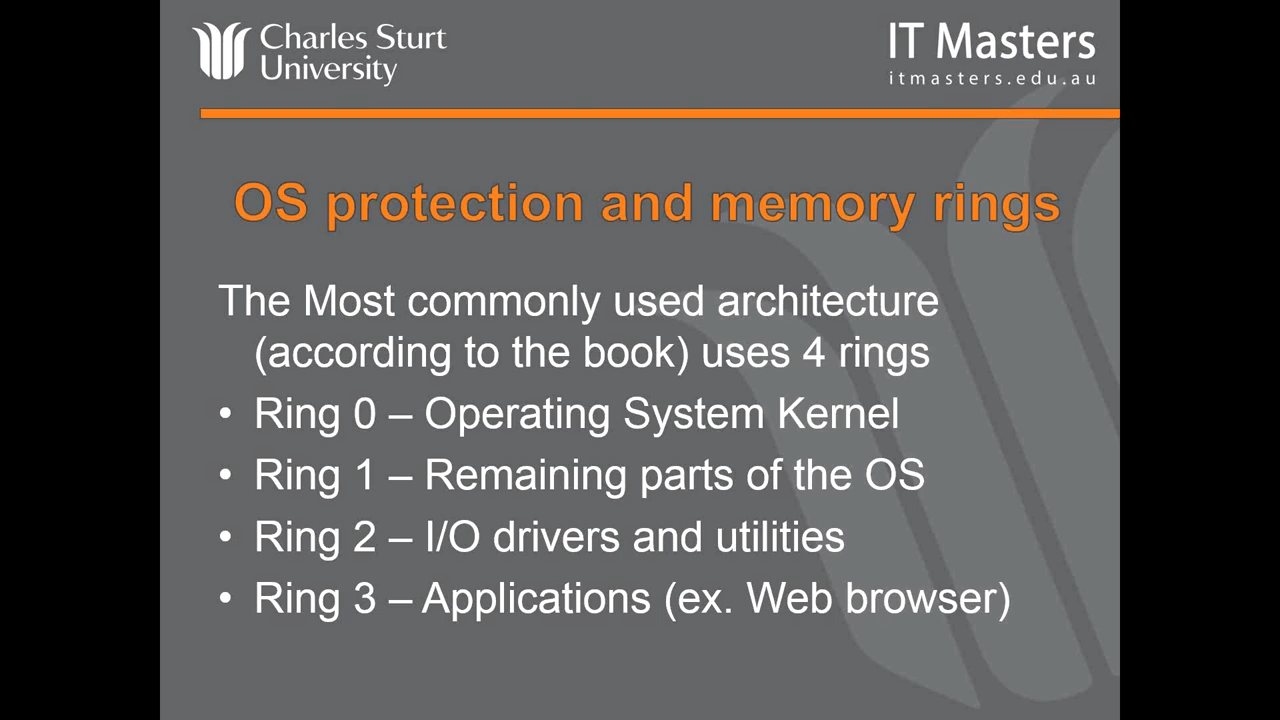 Charles Sturt
University
IT Masters
itmasters.edu.au
OS protection and memory rings
The Most commonly used architecture
(according to the book) uses 4 rings
• Ring 0 – Operating System Kernel
• Ring 1 – Remaining parts of the OS
• Ring 2 – I/O drivers and utilities
• Ring 3 – Applications (ex. Web browser)